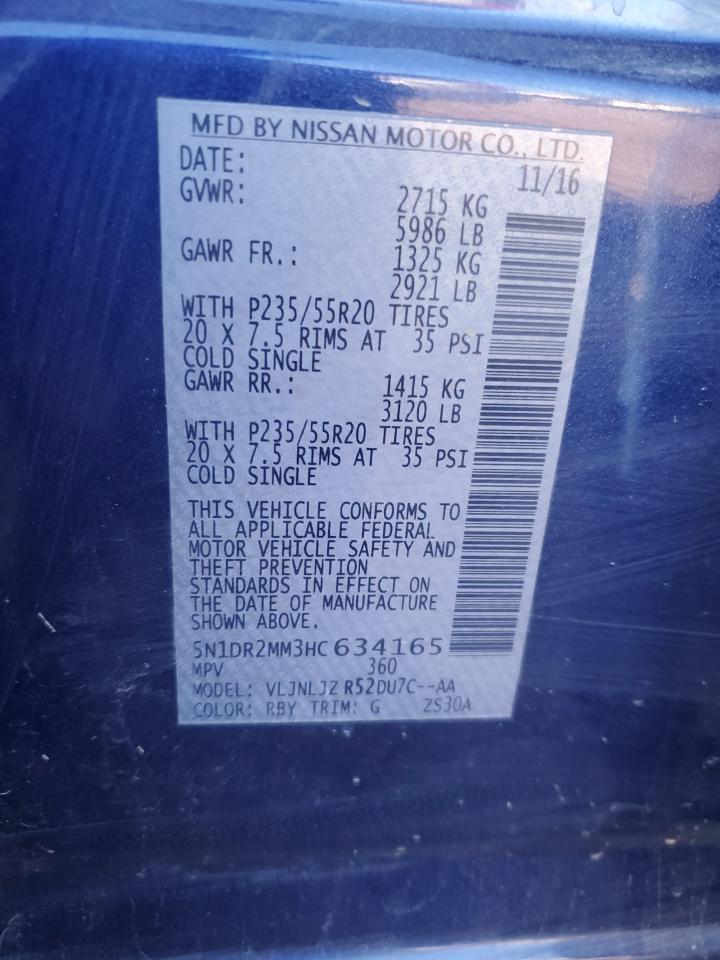 MFD BY NISSAN MOTOR CO., LTD.
DATE: 11/16
GVWR: 2715 KG
5986 LB
GAWR FR.: 1325 KG
2921 LB
WITH P235/55R20 TIRES
20 X 7.5 RIMS AT 35 PSI
COLD SINGLE
GAWR RR.: 1415 KG
3120 LB
WITH P235/55R20 TIRES
20 X 7.5 RIMS AT 35 PSI
COLD SINGLE
THIS VEHICLE CONFORMS TO
ALL APPLICABLE FEDERAL
MOTOR VEHICLE SAFETY AND
THEFT PREVENTION
STANDARDS IN EFFECT ON
THE DATE OF MANUFACTURE
SHOWN ABOVE.
5N1DR2MM3HC634165
MPV 360
MODEL: VLJNLJZ R52DU7C--AA
COLOR: RBY TRIM: G ZS30A